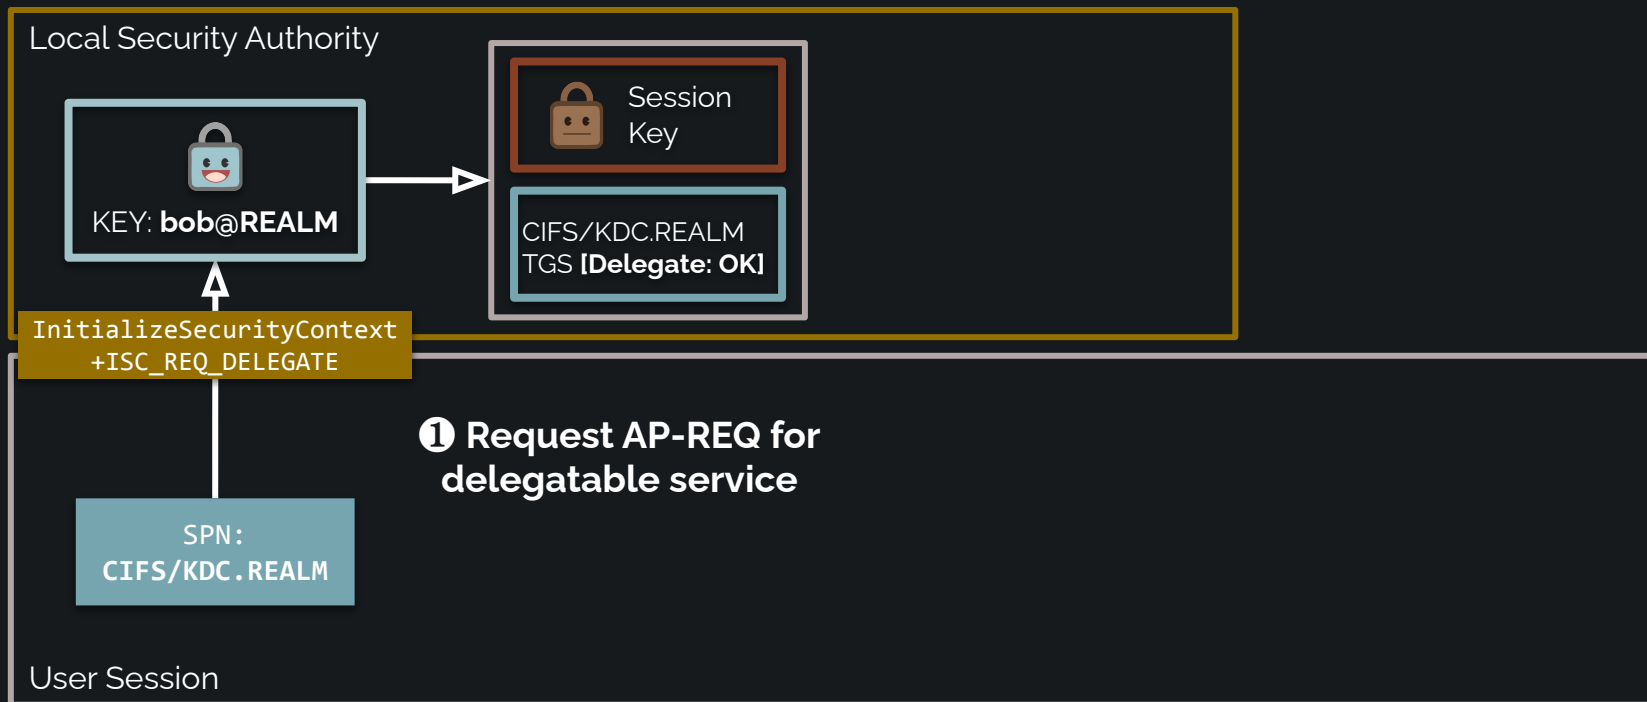 Local Security Authority
Session
Key
KEY: bob@REALM
CIFS/KDC.REALM
TGS [Delegate: OK]
InitializeSecurityContext
+ISC_REQ_DELEGATE
❶ Request AP-REQ for
delegatable service
SPN:
CIFS/KDC.REALM
User Session